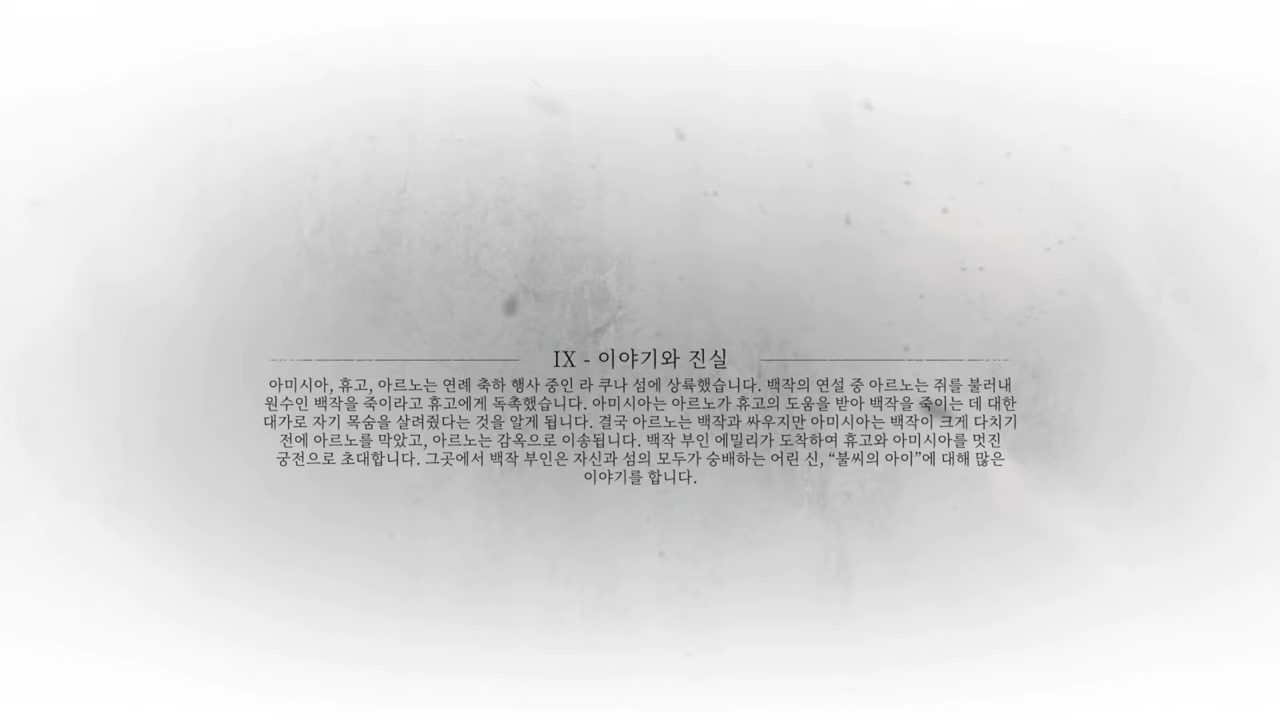 IX - 이야기와 진실
아미시아, 휴고, 아르노는 연례 축하 행사 중인 라 쿠나 섬에 상륙했습니다. 백작의 연설 중 아르노는 쥐를 불러내
원수인 백작을 죽이라고 휴고에게 독촉했습니다. 아미시아는 아르노가 휴고의 도움을 받아 백작을 죽이는 데 대한
대가로 자기 목숨을 살려줬다는 것을 알게 됩니다. 결국 아르노는 백작과 싸우지만 아미시아는 백작이 크게 다치기
전에 아르노를 막았고, 아르노는 감옥으로 이송됩니다. 백작 부인 에밀리가 도착하여 휴고와 아미시아를 멋진
궁전으로 초대합니다. 그곳에서 백작 부인은 자신과 섬의 모두가 숭배하는 어린 신, “불씨의 아이”에 대해 많은
이야기를 합니다.